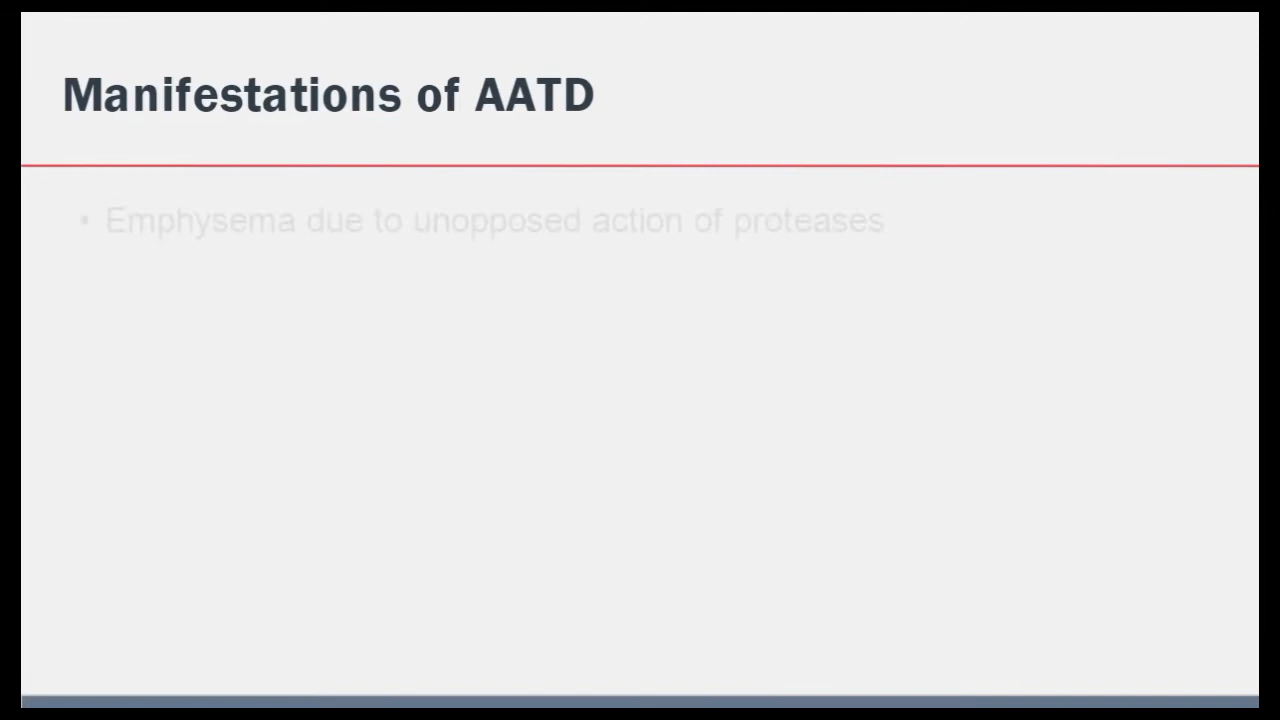 Manifestations of AATD
• Emphysema due to unopposed action of proteases